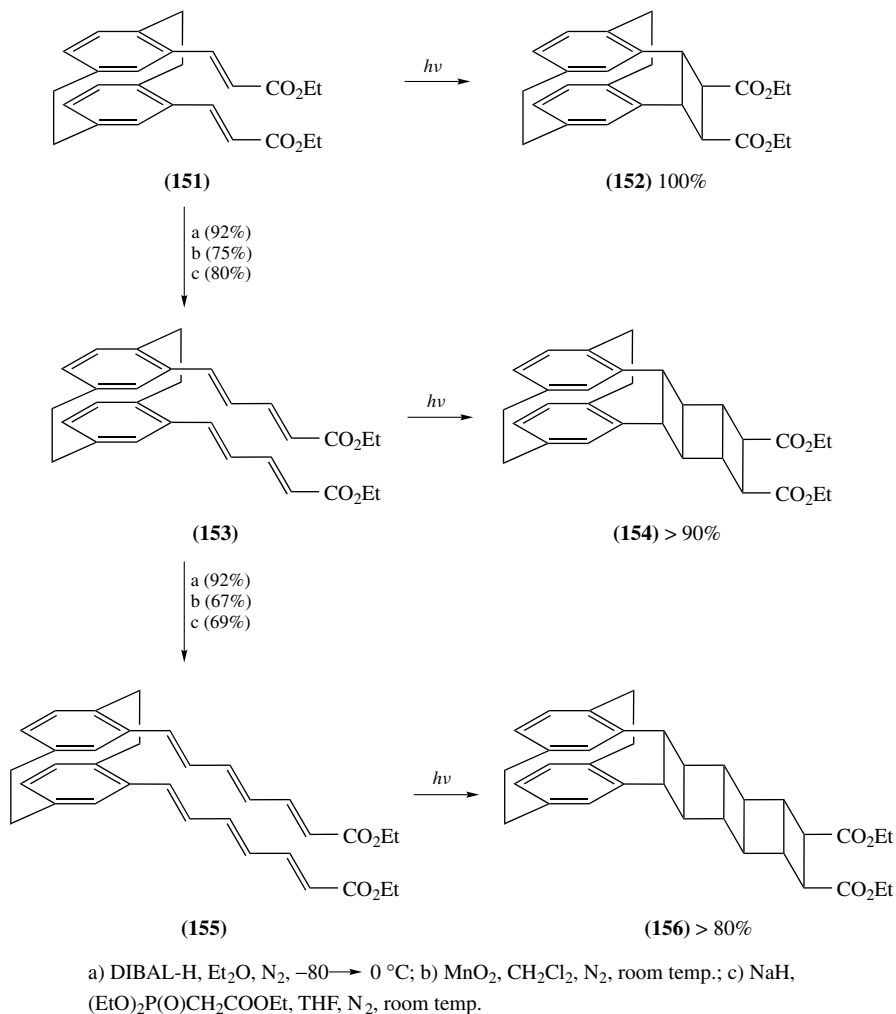 CO₂Et
CO₂Et
hν
CO₂Et
CO₂Et
(151)
(152) 100%
a (92%)
b (75%)
c (80%)
CO₂Et
CO₂Et
hν
CO₂Et
CO₂Et
(153)
(154) > 90%
a (92%)
b (67%)
c (69%)
CO₂Et
CO₂Et
hν
CO₂Et
CO₂Et
(155)
(156) > 80%
a) DIBAL-H, Et₂O, N₂, –80 → 0 °C; b) MnO₂, CH₂Cl₂, N₂, room temp.; c) NaH,
(EtO)₂P(O)CH₂COOEt, THF, N₂, room temp.